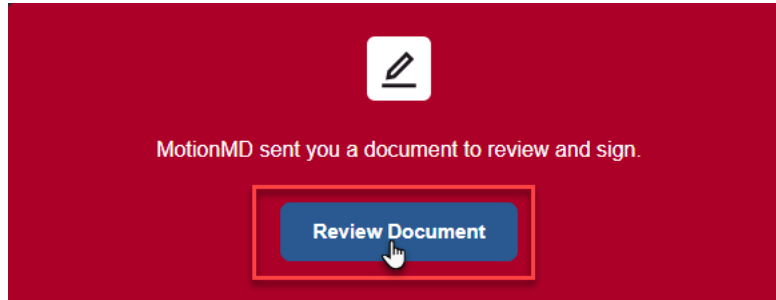 MotionMD sent you a document to review and sign.
Review Document